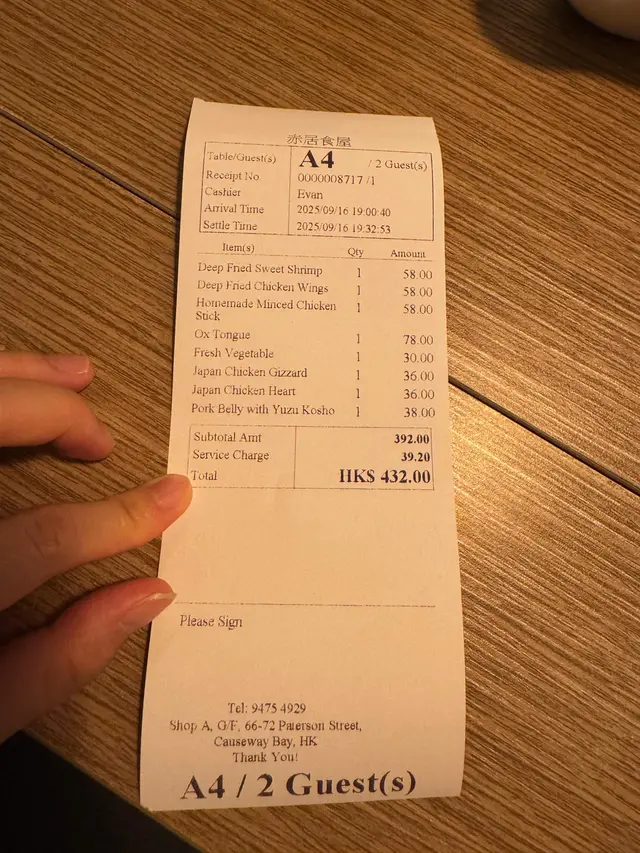 赤居食屋
Table/Guest(s) A4 / 2 Guest(s)
Receipt No. 0000008717 /1
Cashier Evan
Arrival Time 2025/09/16 19:00:40
Settle Time 2025/09/16 19:32:53
Item(s) Qty Amount
Deep Fried Sweet Shrimp 1 58.00
Deep Fried Chicken Wings 1 58.00
Homemade Minced Chicken 1 58.00
Stick
Ox Tongue 1 78.00
Fresh Vegetable 1 30.00
Japan Chicken Gizzard 1 36.00
Japan Chicken Heart 1 36.00
Pork Belly with Yuzu Kosho 1 38.00
Subtotal Amt 392.00
Service Charge 39.20
Total HK$ 432.00
Please Sign
Tel: 9475 4929
Shop A, G/F, 66-72 Paterson Street,
Causeway Bay, HK
Thank You!
A4 / 2 Guest(s)